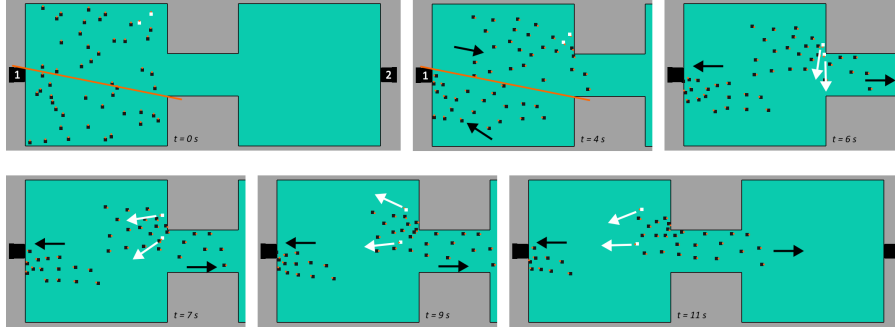 1
2
t = 0 s
1
t = 4 s
t = 6 s
t = 7 s
t = 9 s
t = 11 s